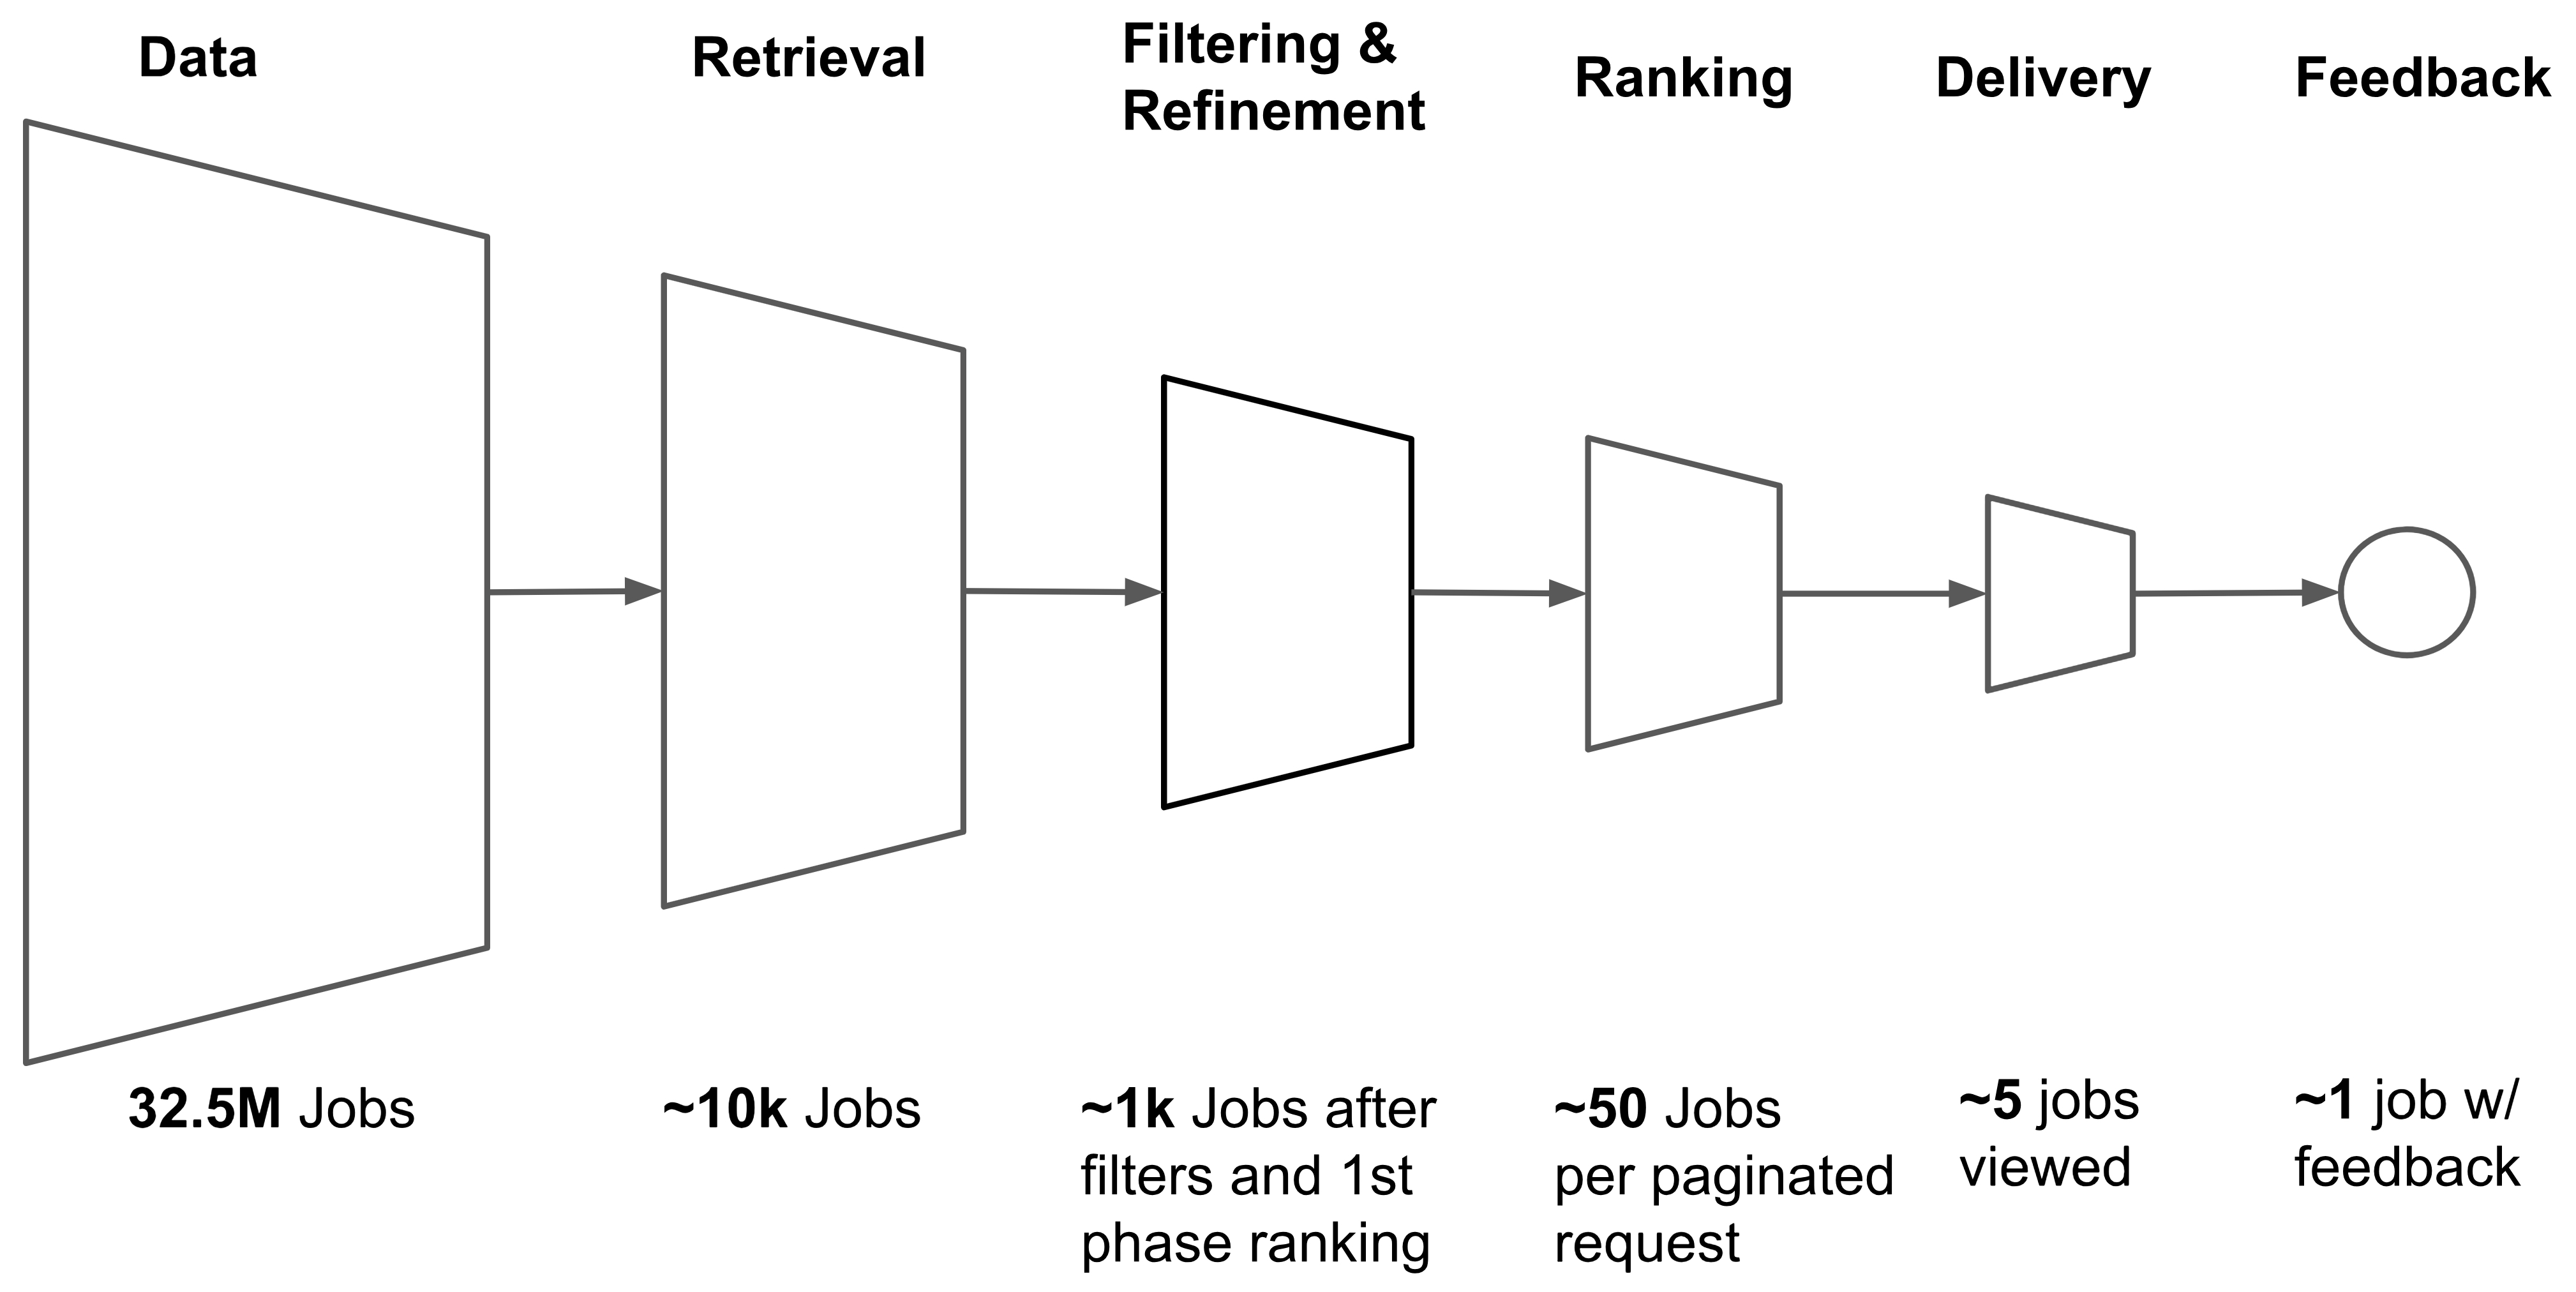 Data
Retrieval
Filtering &
Refinement
Ranking
Delivery
Feedback
32.5M Jobs
~10k Jobs
~1k Jobs after
filters and 1st
phase ranking
~50 Jobs
per paginated
request
~5 jobs
viewed
~1 job w/
feedback